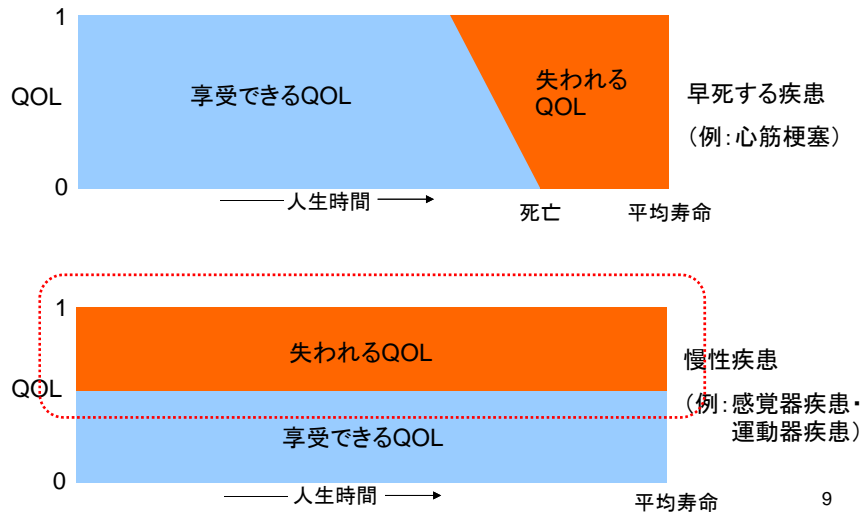 1
QOL
0
享受できるQOL
失われる
QOL
早死する疾患
（例：心筋梗塞）
人生時間
死亡
平均寿命
1
QOL
0
失われるQOL
享受できるQOL
慢性疾患
（例：感覚器疾患・
運動器疾患）
人生時間
平均寿命
9